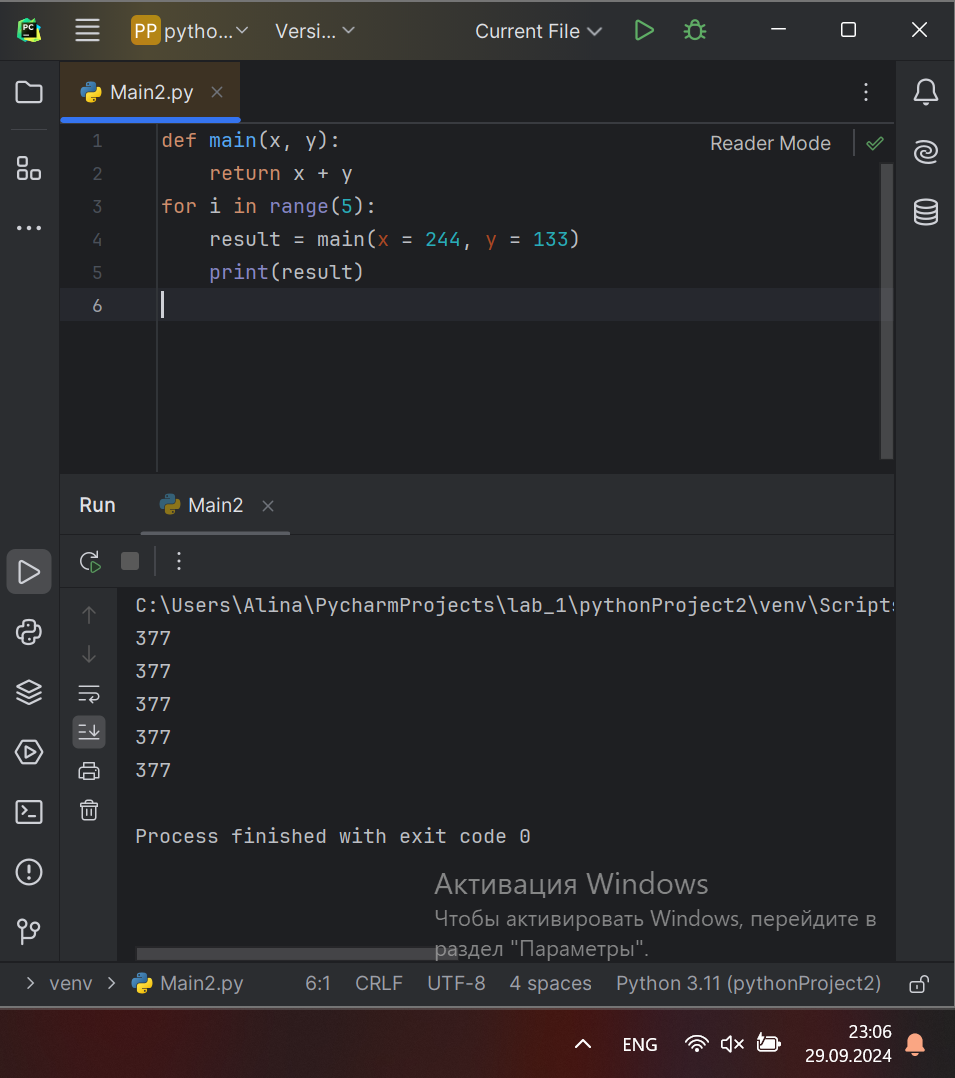 PC
PP pytho... Versi... Current File
Main2.py
Reader Mode
1 def main(x, y):
2     return x + y
3 for i in range(5):
4     result = main(x = 244, y = 133)
5     print(result)
6
Run Main2
C:\Users\Alina\PycharmProjects\lab_1\pythonProject2\venv\Scripts
377
377
377
377
377
Process finished with exit code 0
Активация Windows
Чтобы активировать Windows, перейдите в
раздел "Параметры".
venv Main2.py 6:1 CRLF UTF-8 4 spaces Python 3.11 (pythonProject2)
ENG 23:06
29.09.2024